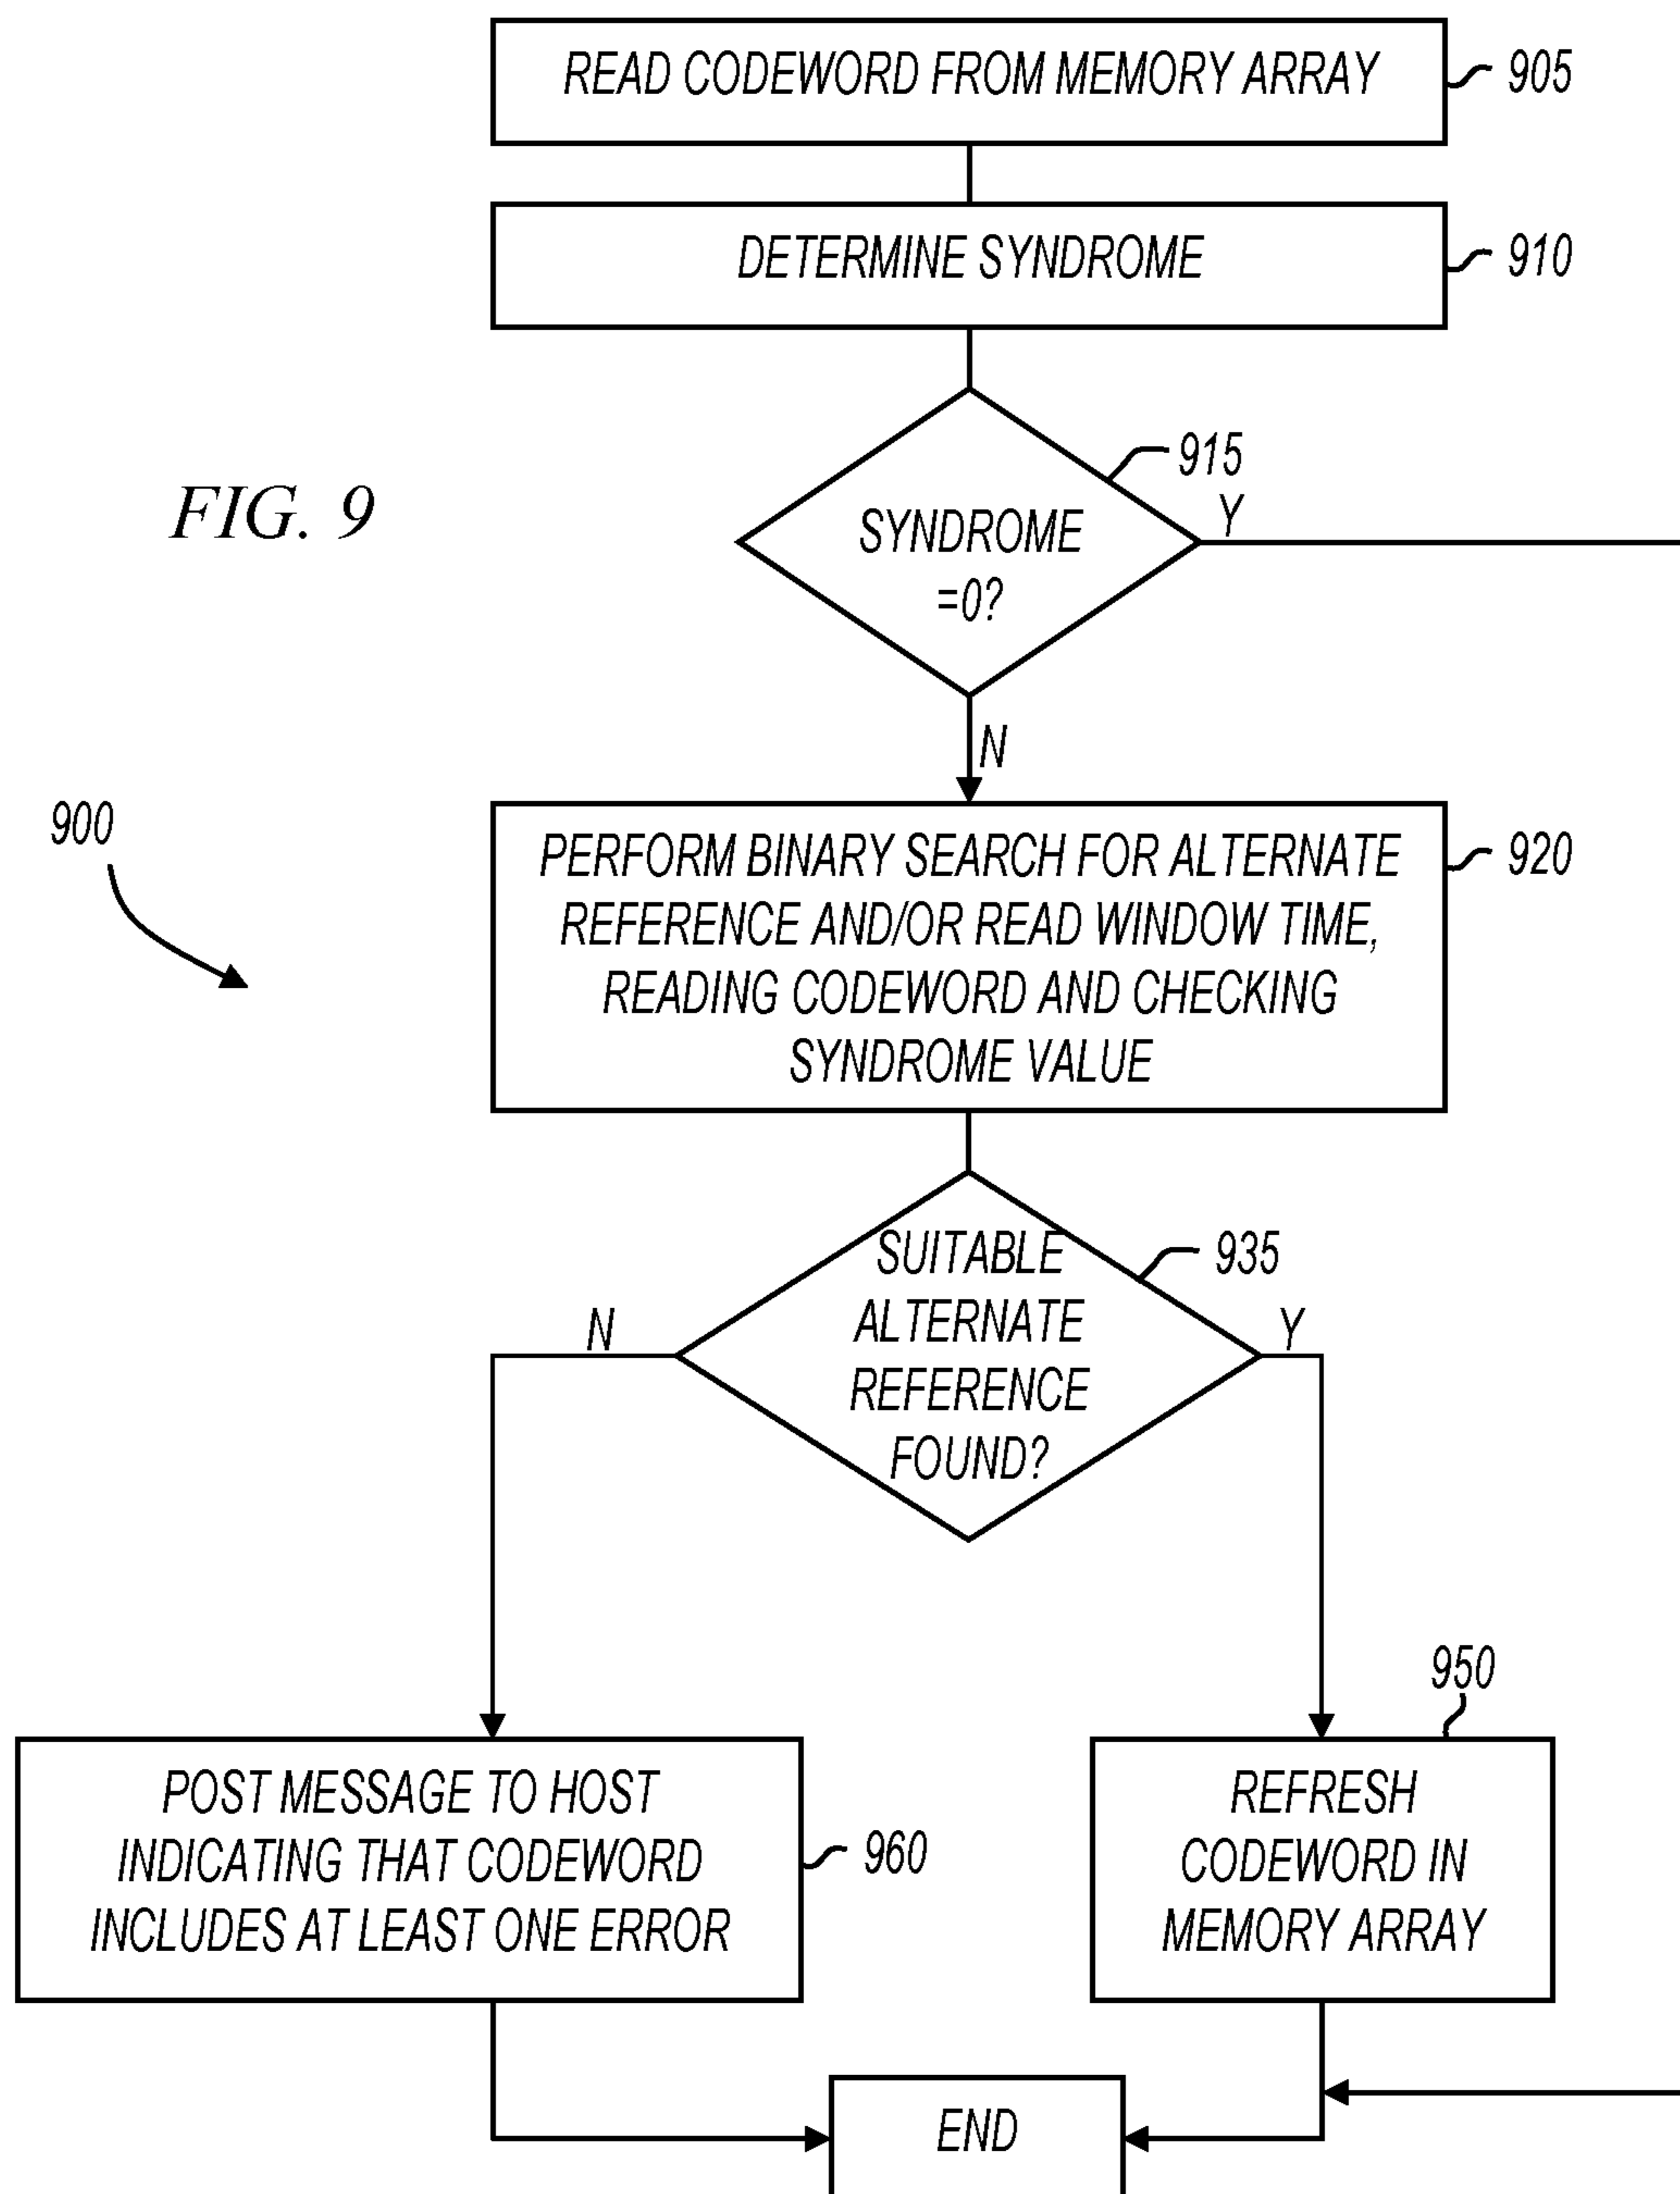 READ CODEWORD FROM MEMORY ARRAY
905
DETERMINE SYNDROME
910
915
Y
SYNDROME
=0?
FIG. 9
N
900
PERFORM BINARY SEARCH FOR ALTERNATE
REFERENCE AND/OR READ WINDOW TIME,
READING CODEWORD AND CHECKING
SYNDROME VALUE
920
SUITABLE
ALTERNATE
REFERENCE
FOUND?
935
N
Y
950
POST MESSAGE TO HOST
INDICATING THAT CODEWORD
INCLUDES AT LEAST ONE ERROR
960
REFRESH
CODEWORD IN
MEMORY ARRAY
END